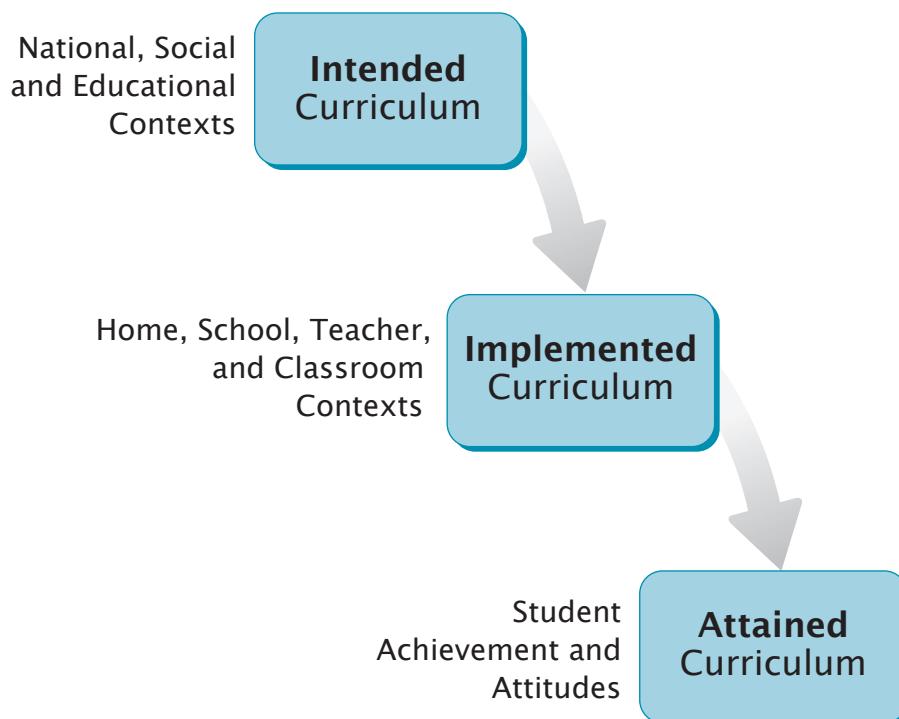 National, Social
and Educational
Contexts
Intended
Curriculum
Home, School, Teacher,
and Classroom
Contexts
Implemented
Curriculum
Student
Achievement and
Attitudes
Attained
Curriculum